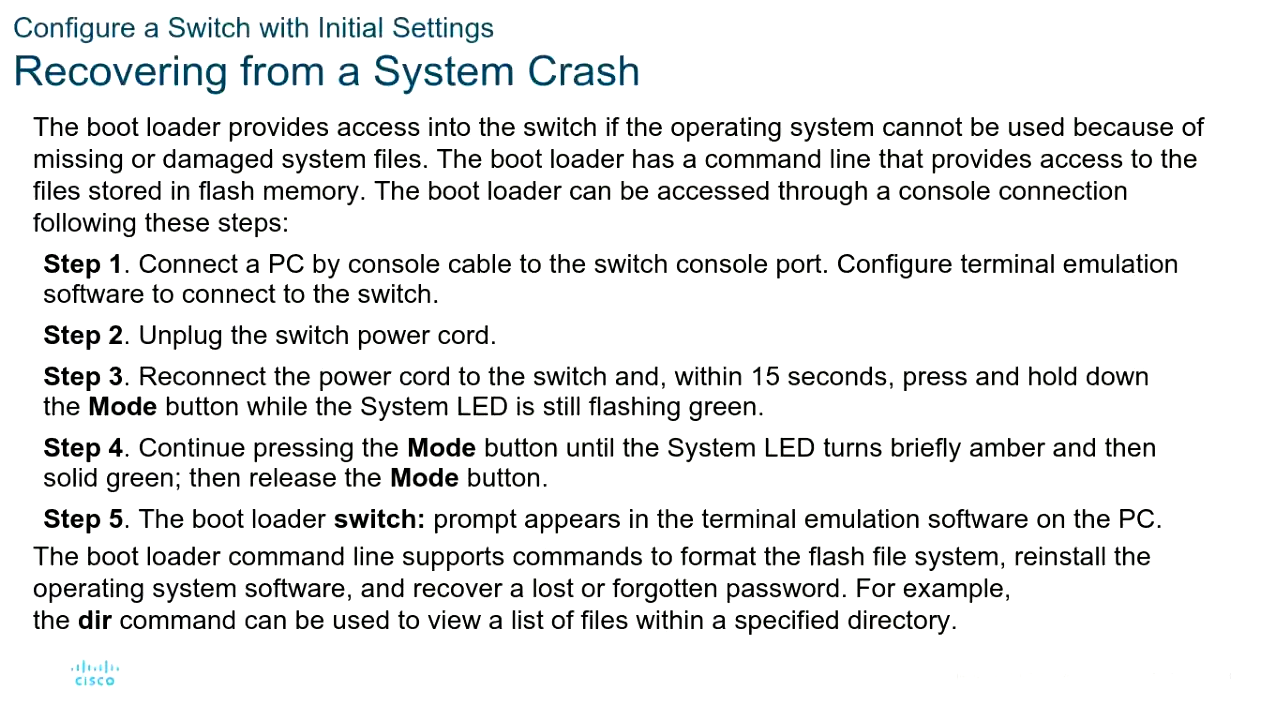 Configure a Switch with Initial Settings
Recovering from a System Crash
The boot loader provides access into the switch if the operating system cannot be used because of
missing or damaged system files. The boot loader has a command line that provides access to the
files stored in flash memory. The boot loader can be accessed through a console connection
following these steps:
Step 1. Connect a PC by console cable to the switch console port. Configure terminal emulation
software to connect to the switch.
Step 2. Unplug the switch power cord.
Step 3. Reconnect the power cord to the switch and, within 15 seconds, press and hold down
the Mode button while the System LED is still flashing green.
Step 4. Continue pressing the Mode button until the System LED turns briefly amber and then
solid green; then release the Mode button.
Step 5. The boot loader switch: prompt appears in the terminal emulation software on the PC.
The boot loader command line supports commands to format the flash file system, reinstall the
operating system software, and recover a lost or forgotten password. For example,
the dir command can be used to view a list of files within a specified directory.
CISCO